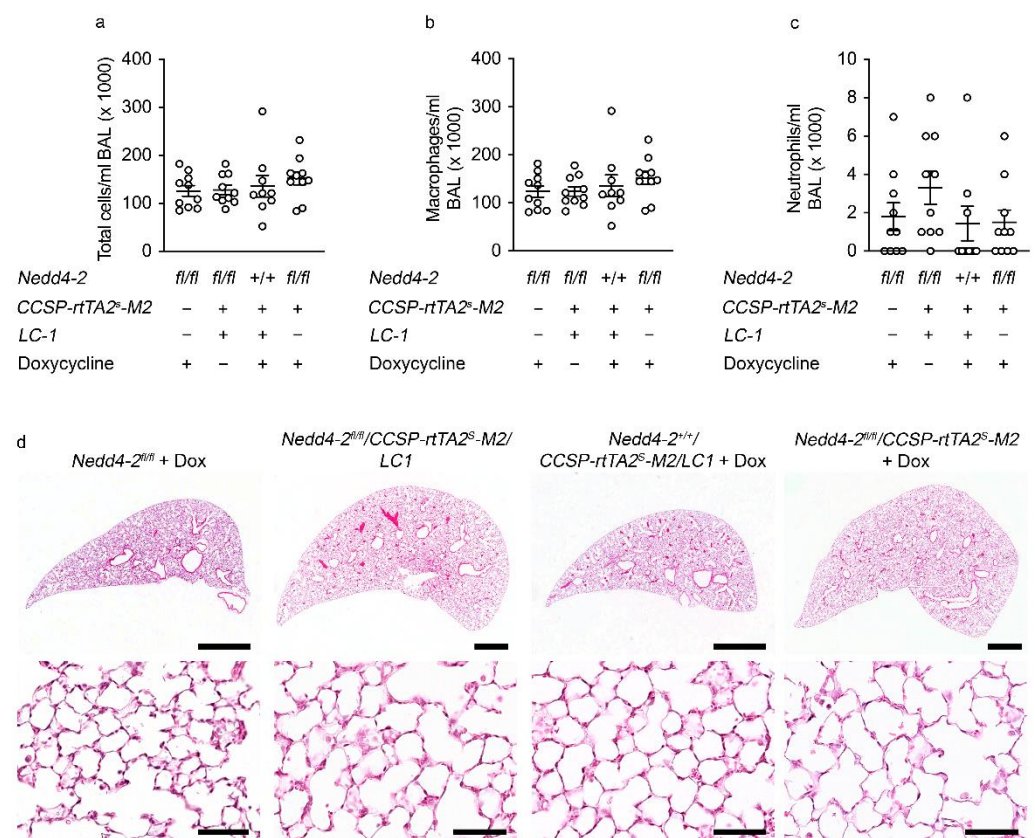 a
b
c
Total cells/ml BAL (x 1000)
400
300
200
100
0
Macrophages/ml
BAL (x 1000)
400
300
200
100
0
Neutrophils/ml
BAL (x 1000)
10
8
6
4
2
0
Nedd4-2 fl/fl fl/fl +/+ fl/fl
CCSP-rtTA2ˢ-M2 – + + +
LC-1 – + + –
Doxycycline + – + +
Nedd4-2 fl/fl fl/fl +/+ fl/fl
CCSP-rtTA2ˢ-M2 – + + +
LC-1 – + + –
Doxycycline + – + +
Nedd4-2 fl/fl fl/fl +/+ fl/fl
CCSP-rtTA2ˢ-M2 – + + +
LC-1 – + + –
Doxycycline + – + +
d
Nedd4-2ᶠˡ/ᶠˡ + Dox
Nedd4-2ᶠˡ/ᶠˡ/CCSP-rtTA2ˢ-M2/
LC1
Nedd4-2⁺/⁺/
CCSP-rtTA2ˢ-M2/LC1 + Dox
Nedd4-2ᶠˡ/ᶠˡ/CCSP-rtTA2ˢ-M2
+ Dox